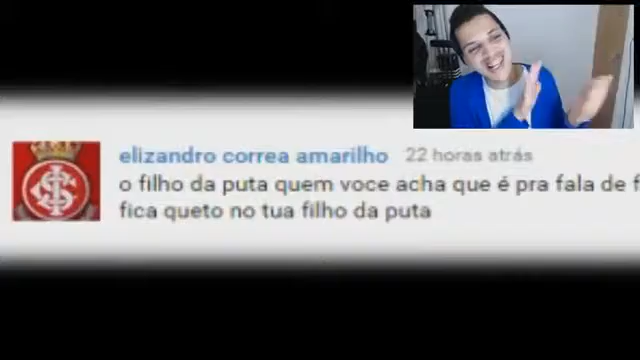 elizandro correa amarilho 22 horas atrás
o filho da puta quem voce acha que é pra fala de f
fica queto no tua filho da puta